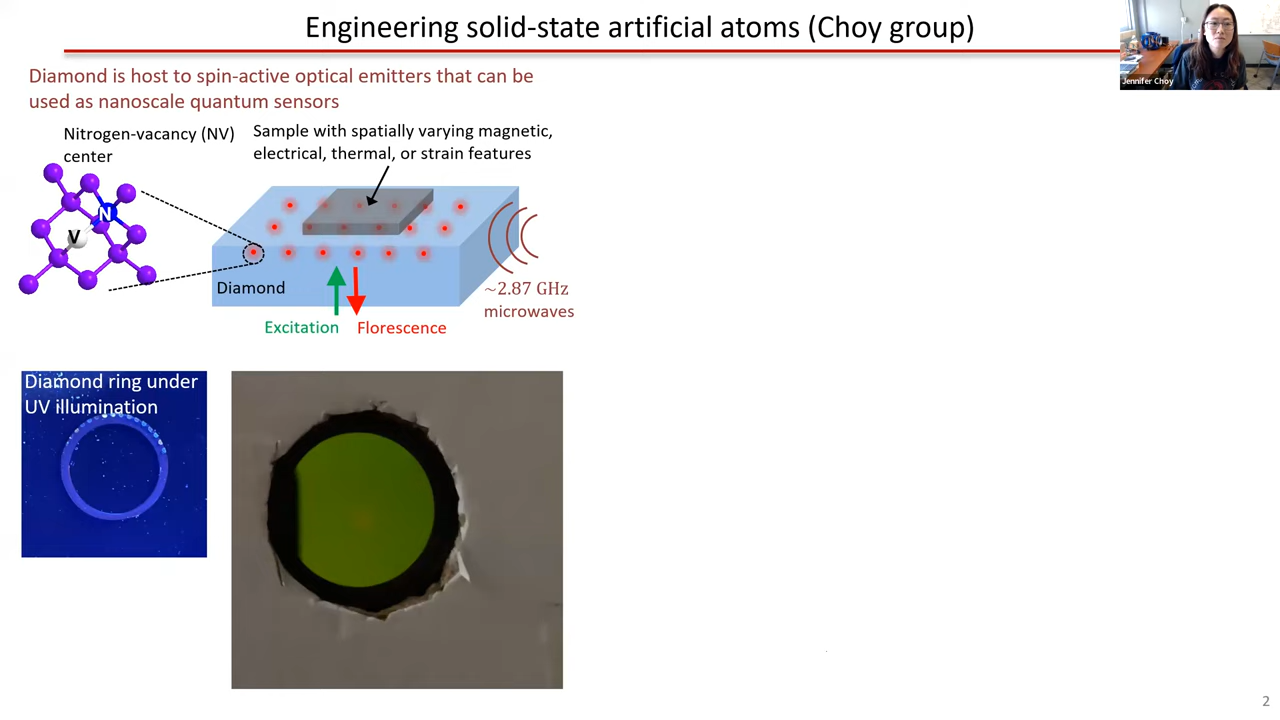 Engineering solid-state artificial atoms (Choy group)
Jennifer Choy
Diamond is host to spin-active optical emitters that can be
used as nanoscale quantum sensors
Nitrogen-vacancy (NV)
center
Sample with spatially varying magnetic,
electrical, thermal, or strain features
N
V
Diamond
~2.87 GHz
microwaves
Excitation
Florescence
Diamond ring under
UV illumination
2